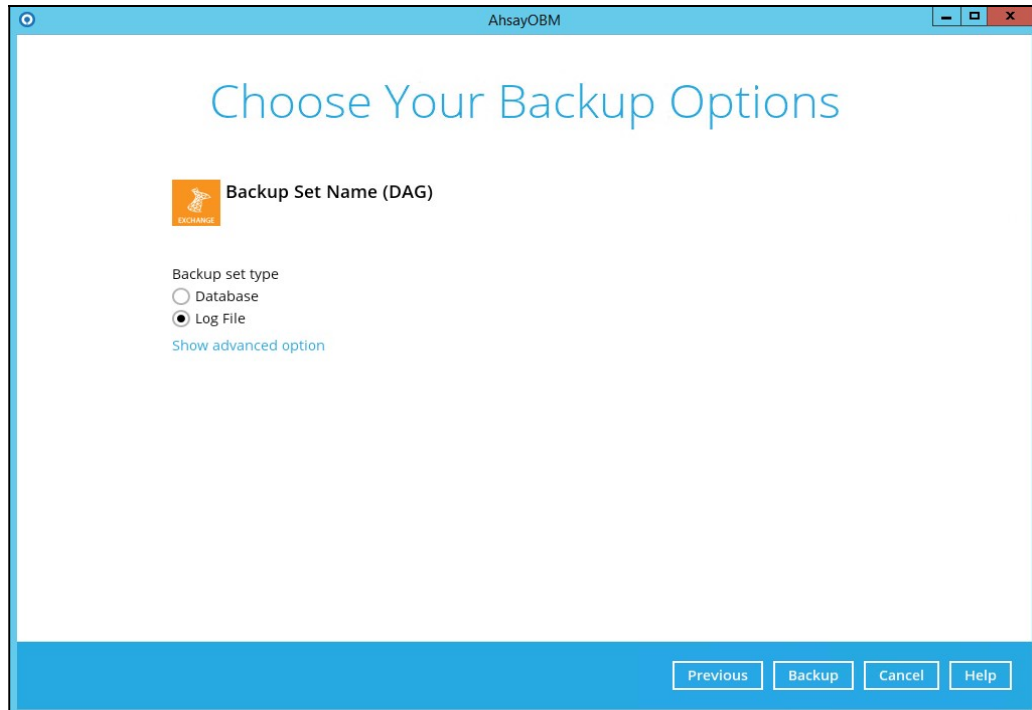 AhsayOBM
Choose Your Backup Options
Backup Set Name (DAG)
EXCHANGE
Backup set type
Database
Log File
Show advanced option
Previous Backup Cancel Help